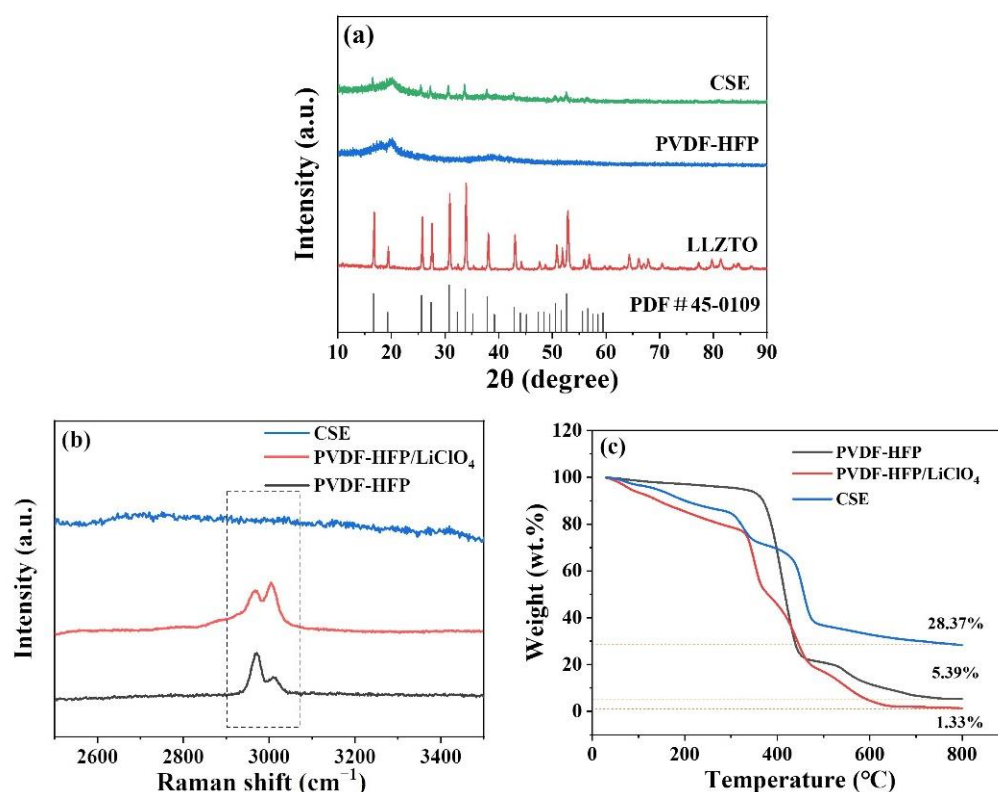 (a)
CSE
PVDF-HFP
LLZTO
PDF # 45-0109
Intensity (a.u.)
10 20 30 40 50 60 70 80 90
2θ (degree)
(b)
CSE
PVDF-HFP/LiClO₄
PVDF-HFP
Intensity (a.u.)
2600 2800 3000 3200 3400
Raman shift (cm⁻¹)
(c)
PVDF-HFP
PVDF-HFP/LiClO₄
CSE
120
100
80
60
40
20
0
Weight (wt.%)
28.37%
5.39%
1.33%
0 200 400 600 800
Temperature (℃)